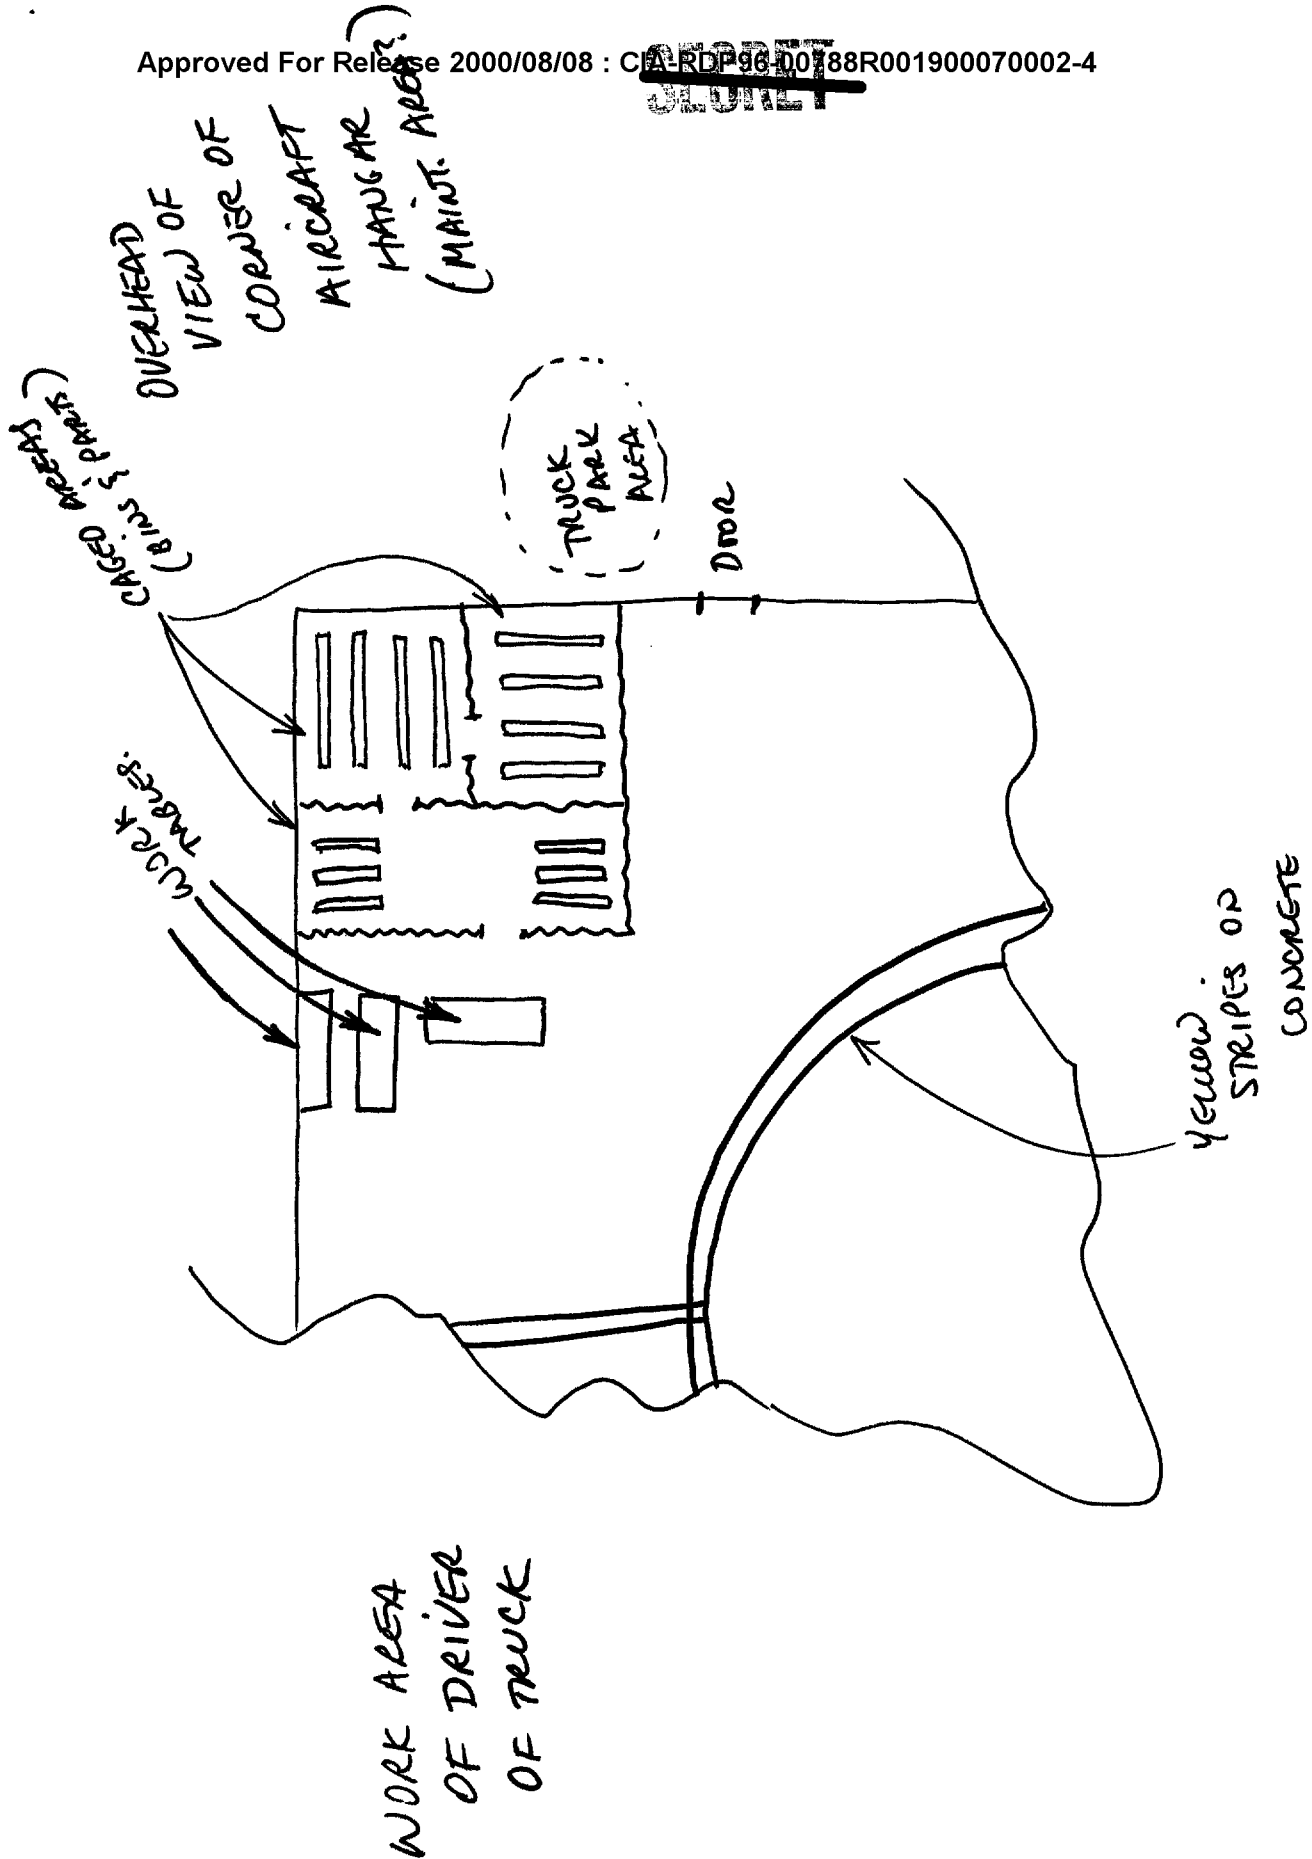 Approved For Release 2000/08/08 : CIA-RDP96-00788R001900070002-4
SECRET
SECRET
WORK AREA
OF DRIVER
OF TRUCK
WORK
TABLES.
CAGED AREAS
(BINS & PARTS)
OVERHEAD
VIEW OF
CORNER OF
AIRCRAFT
HANGAR
(MAINT. AREA?)
TRUCK
PARK
AREA
DOOR
YELLOW
STRIPES ON
CONCRETE